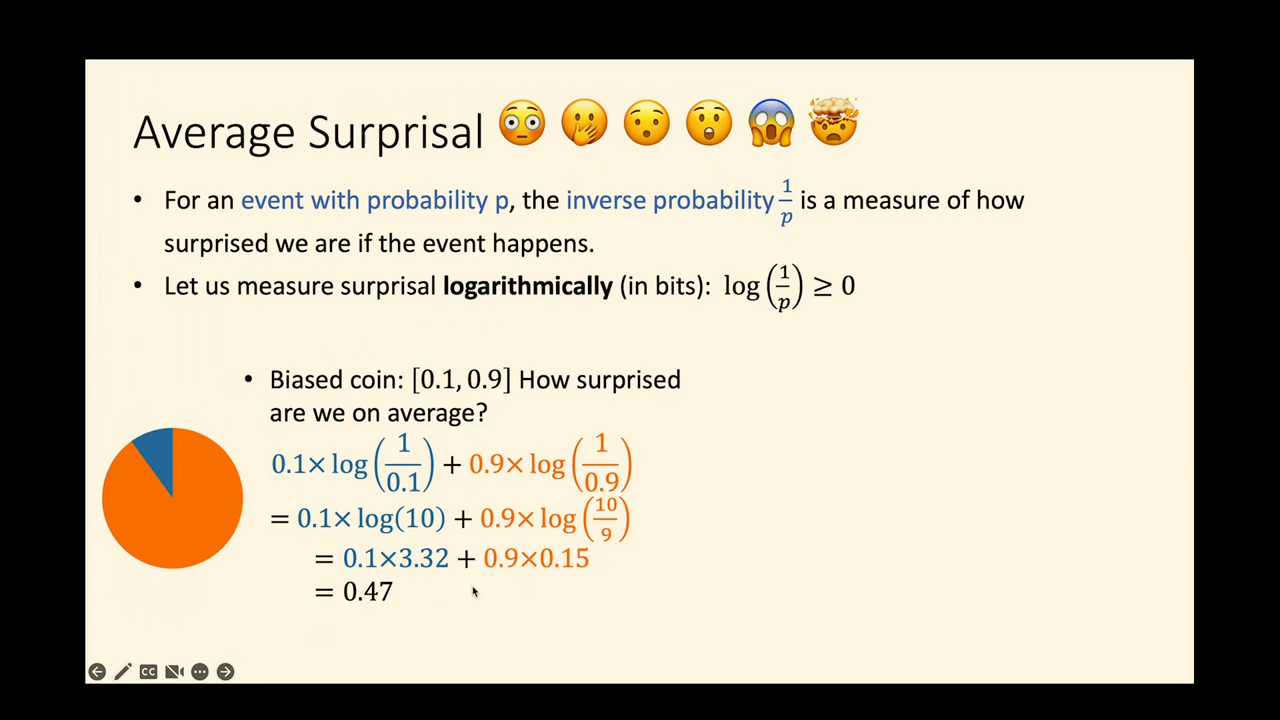 Average Surprisal 😳 🫢 😯 😲 😱 🤯
• For an event with probability p, the inverse probability 1/p is a measure of how
surprised we are if the event happens.
• Let us measure surprisal logarithmically (in bits): log(1/p) ≥ 0
• Biased coin: [0.1, 0.9] How surprised
are we on average?
0.1× log(1/0.1) + 0.9× log(1/0.9)
= 0.1× log(10) + 0.9× log(10/9)
= 0.1×3.32 + 0.9×0.15
= 0.47
CC